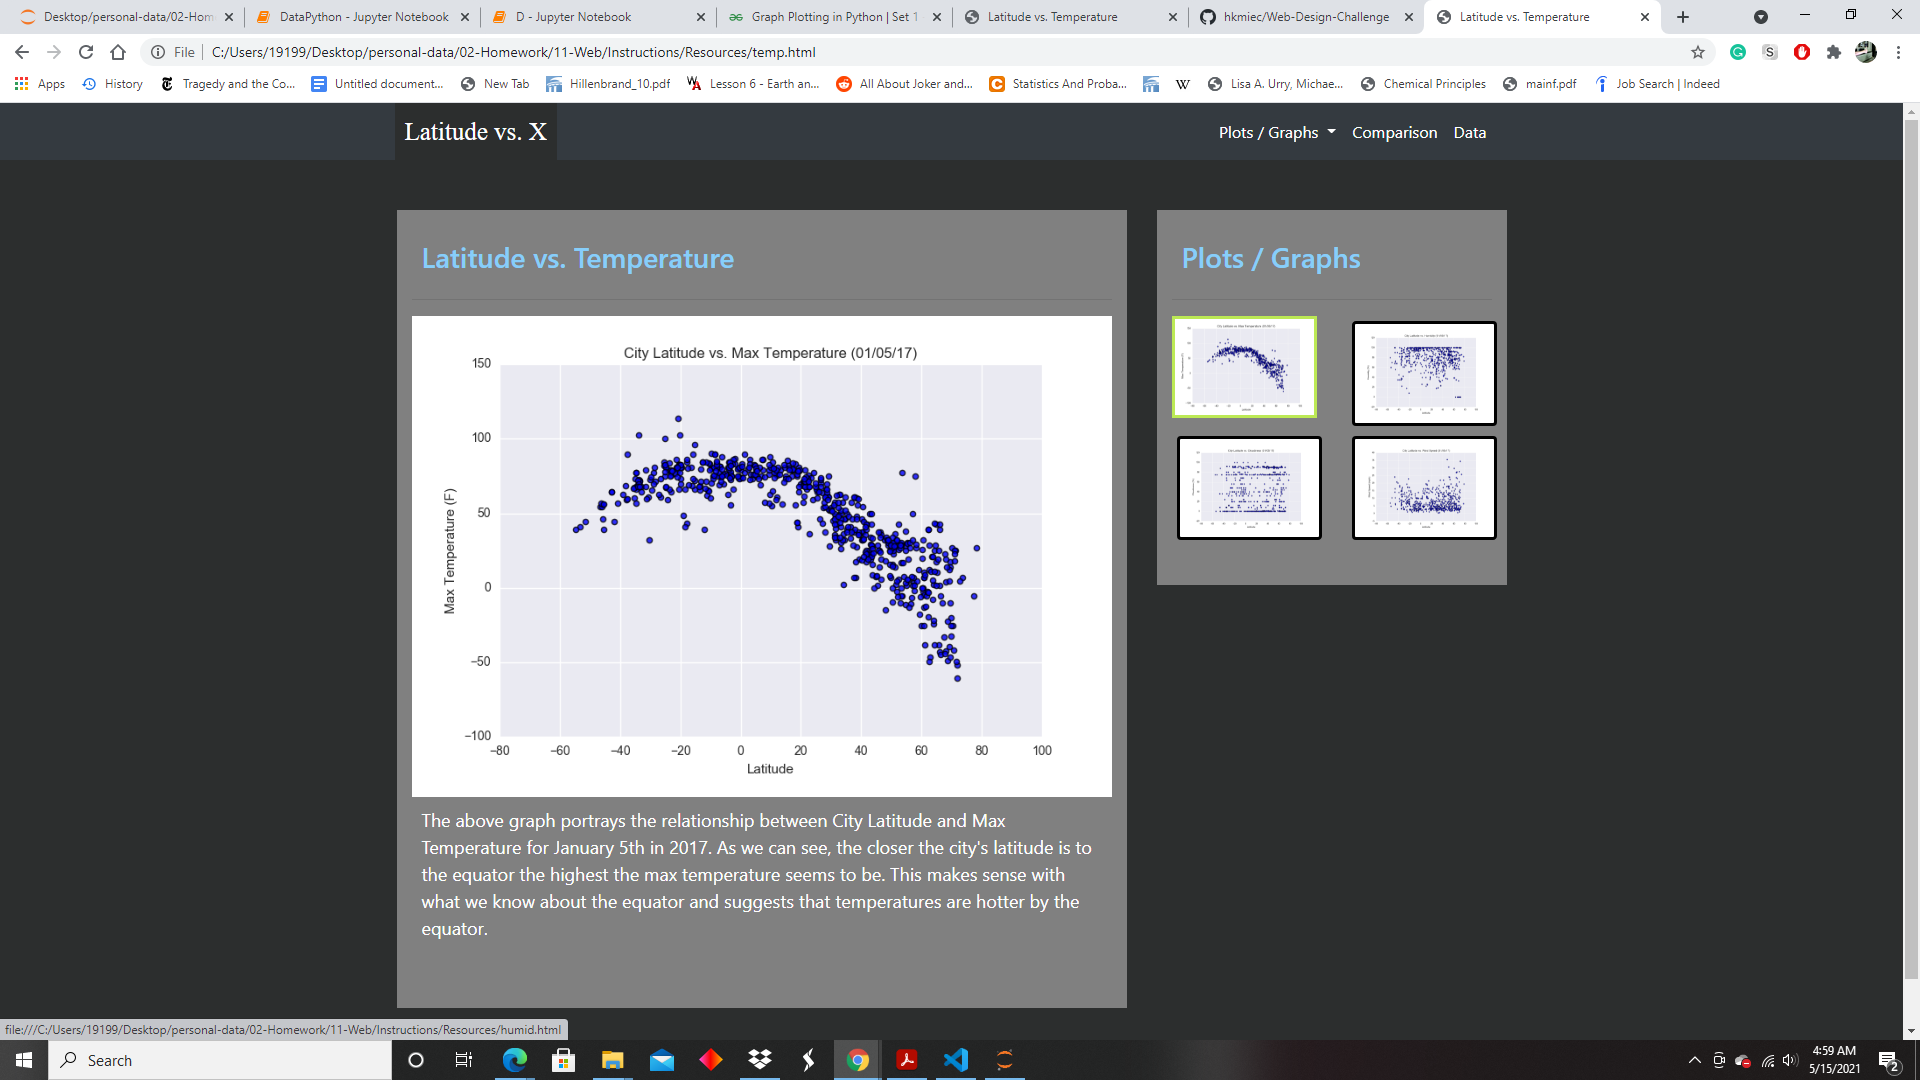 Desktop/personal-data/02-Hom
DataPython - Jupyter Notebook
D - Jupyter Notebook
Graph Plotting in Python | Set 1
Latitude vs. Temperature
hkmiec/Web-Design-Challenge
Latitude vs. Temperature
File
C:/Users/19199/Desktop/personal-data/02-Homework/11-Web/Instructions/Resources/temp.html
Apps
History
Tragedy and the Co...
Untitled document...
New Tab
Hillenbrand_10.pdf
Lesson 6 - Earth an...
All About Joker and...
Statistics And Proba...
W
Lisa A. Urry, Michae...
Chemical Principles
mainf.pdf
Job Search | Indeed
Latitude vs. X
Plots / Graphs
Comparison
Data
Latitude vs. Temperature
Plots / Graphs
City Latitude vs. Max Temperature (01/05/17)
150
100
50
0
−50
−100
Max Temperature (F)
−80
−60
−40
−20
0
20
40
60
80
100
Latitude
The above graph portrays the relationship between City Latitude and Max
Temperature for January 5th in 2017. As we can see, the closer the city's latitude is to
the equator the highest the max temperature seems to be. This makes sense with
what we know about the equator and suggests that temperatures are hotter by the
equator.
file:///C:/Users/19199/Desktop/personal-data/02-Homework/11-Web/Instructions/Resources/humid.html
Search
4:59 AM
5/15/2021
2